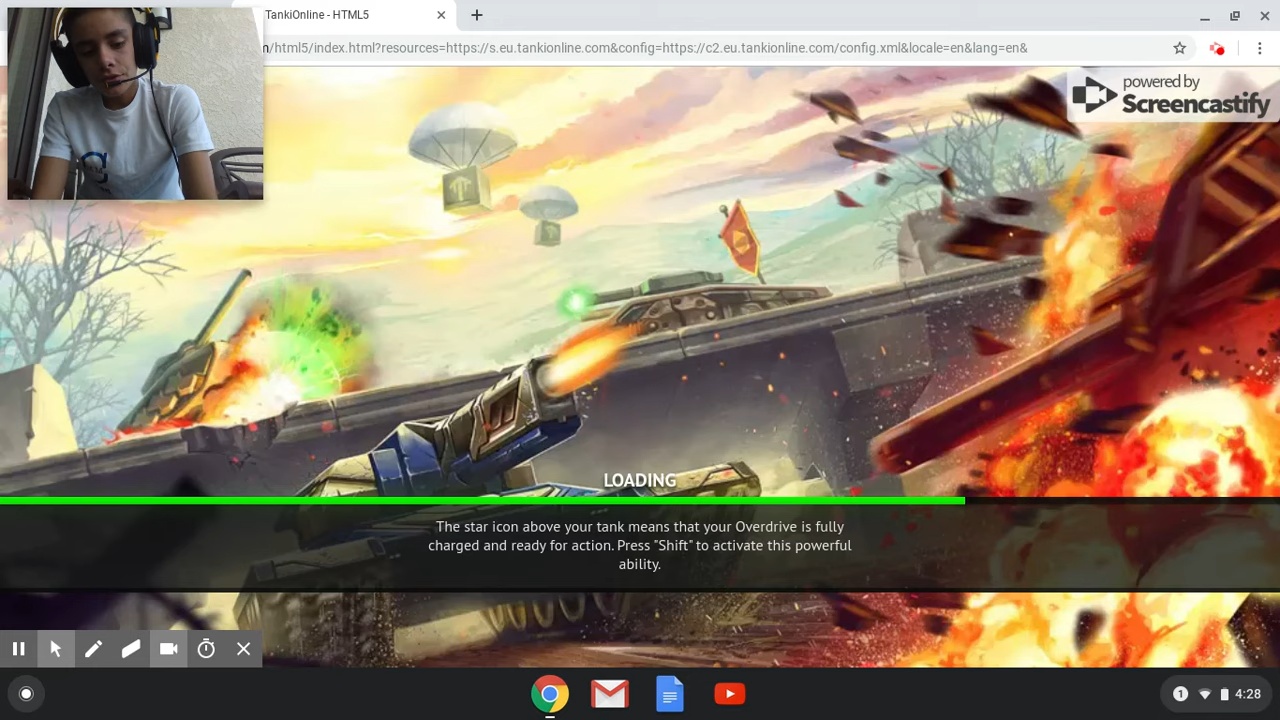 TankiOnline - HTML5
/html5/index.html?resources=https://s.eu.tankionline.com&config=https://c2.eu.tankionline.com/config.xml&locale=en&lang=en&
powered by
Screencastify
LOADING
The star icon above your tank means that your Overdrive is fully
charged and ready for action. Press "Shift" to activate this powerful
ability.
1 4:28